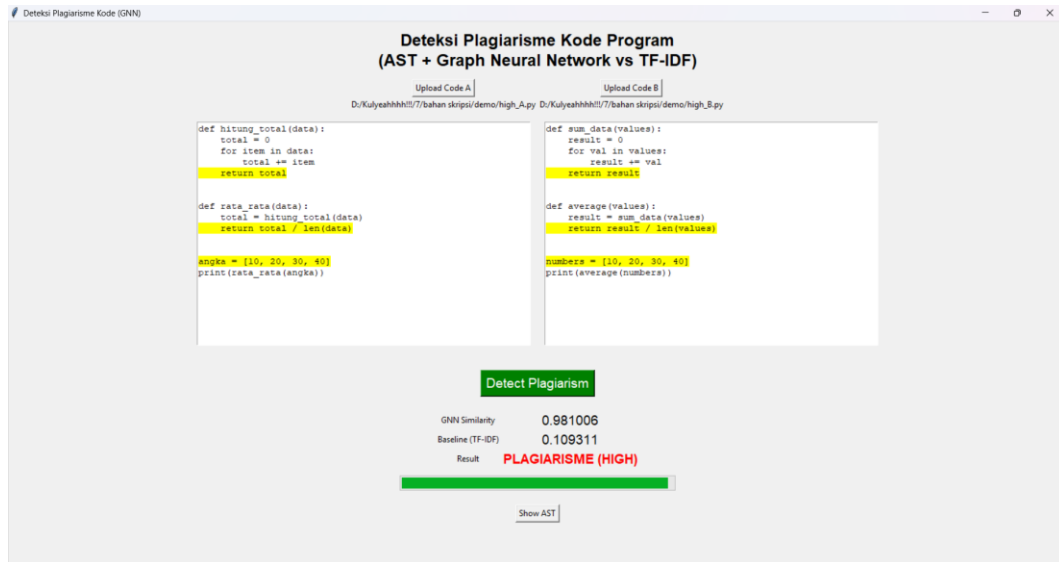 Deteksi Plagiarisme Kode (GNN)
Deteksi Plagiarisme Kode Program
(AST + Graph Neural Network vs TF-IDF)
Upload Code A
Upload Code B
D:/Kulyeahhhh!!!/7/bahan skripsi/demo/high_A.py D:/Kulyeahhhh!!!/7/bahan skripsi/demo/high_B.py
def hitung_total(data):
    total = 0
    for item in data:
        total += item
    return total
def rata_rata(data):
    total = hitung_total(data)
    return total / len(data)
angka = [10, 20, 30, 40]
print(rata_rata(angka))
def sum_data(values):
    result = 0
    for val in values:
        result += val
    return result
def average(values):
    result = sum_data(values)
    return result / len(values)
numbers = [10, 20, 30, 40]
print(average(numbers))
Detect Plagiarism
GNN Similarity 0.981006
Baseline (TF-IDF) 0.109311
Result PLAGIARISME (HIGH)
Show AST